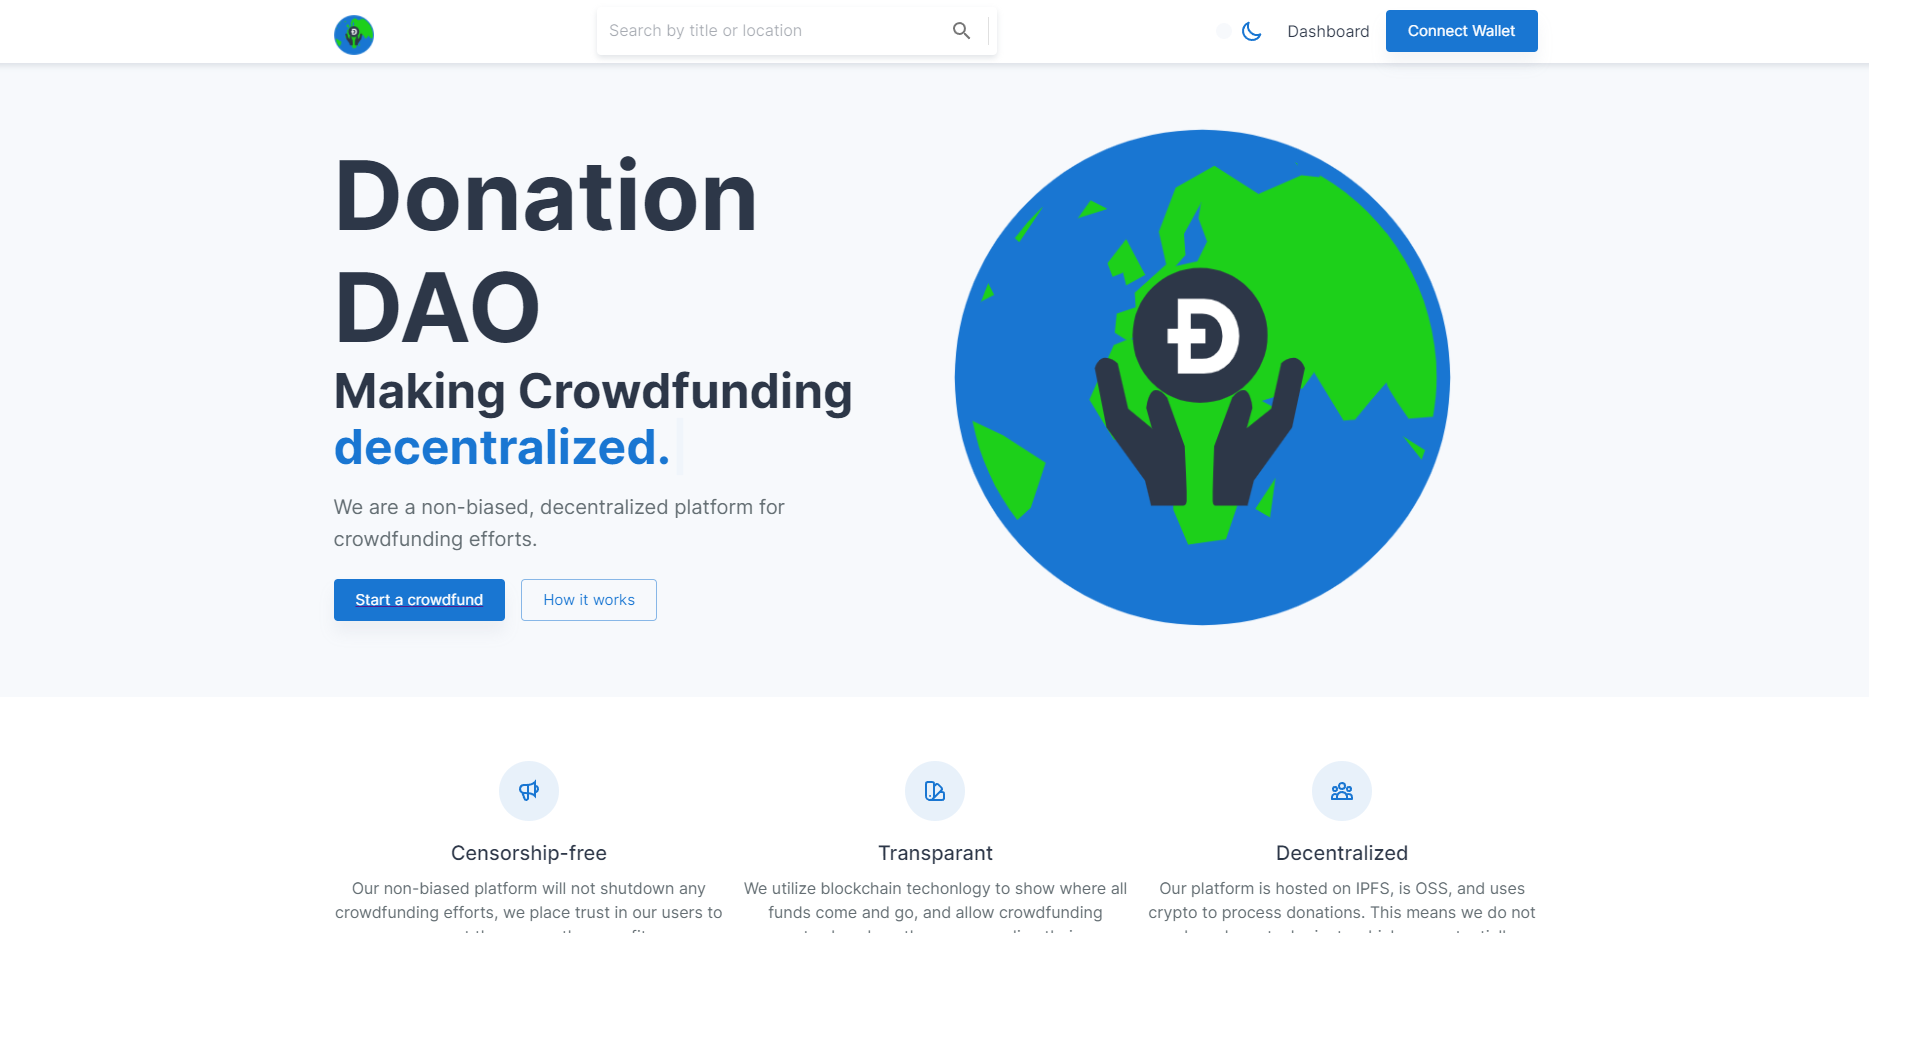 Search by title or location
Dashboard
Connect Wallet
Donation
DAO
Making Crowdfunding
decentralized.
We are a non-biased, decentralized platform for
crowdfunding efforts.
Start a crowdfund
How it works
Censorship-free
Our non-biased platform will not shutdown any
crowdfunding efforts, we place trust in our users to
Transparant
We utilize blockchain techonlogy to show where all
funds come and go, and allow crowdfunding
Decentralized
Our platform is hosted on IPFS, is OSS, and uses
crypto to process donations. This means we do not